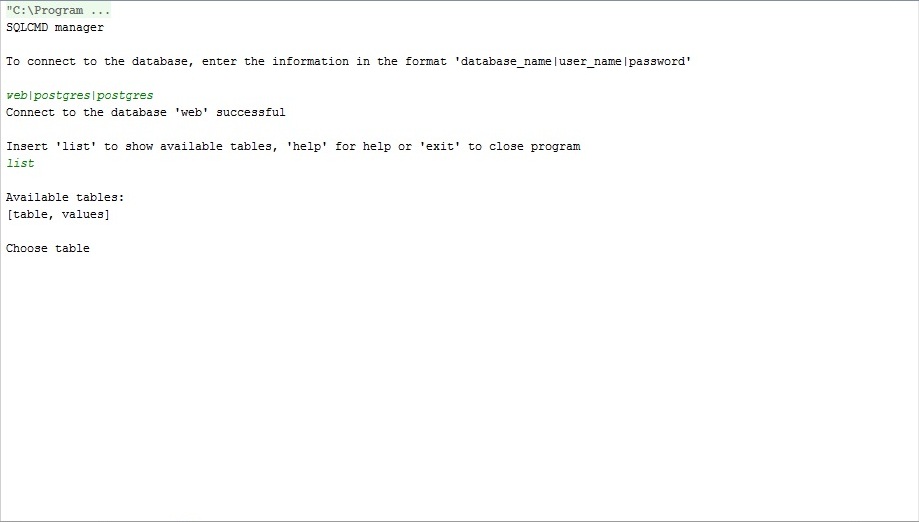 "C:\Program ...
SQLCMD manager
To connect to the database, enter the information in the format 'database_name|user_name|password'
web|postgres|postgres
Connect to the database 'web' successful
Insert 'list' to show available tables, 'help' for help or 'exit' to close program
list
Available tables:
[table, values]
Choose table